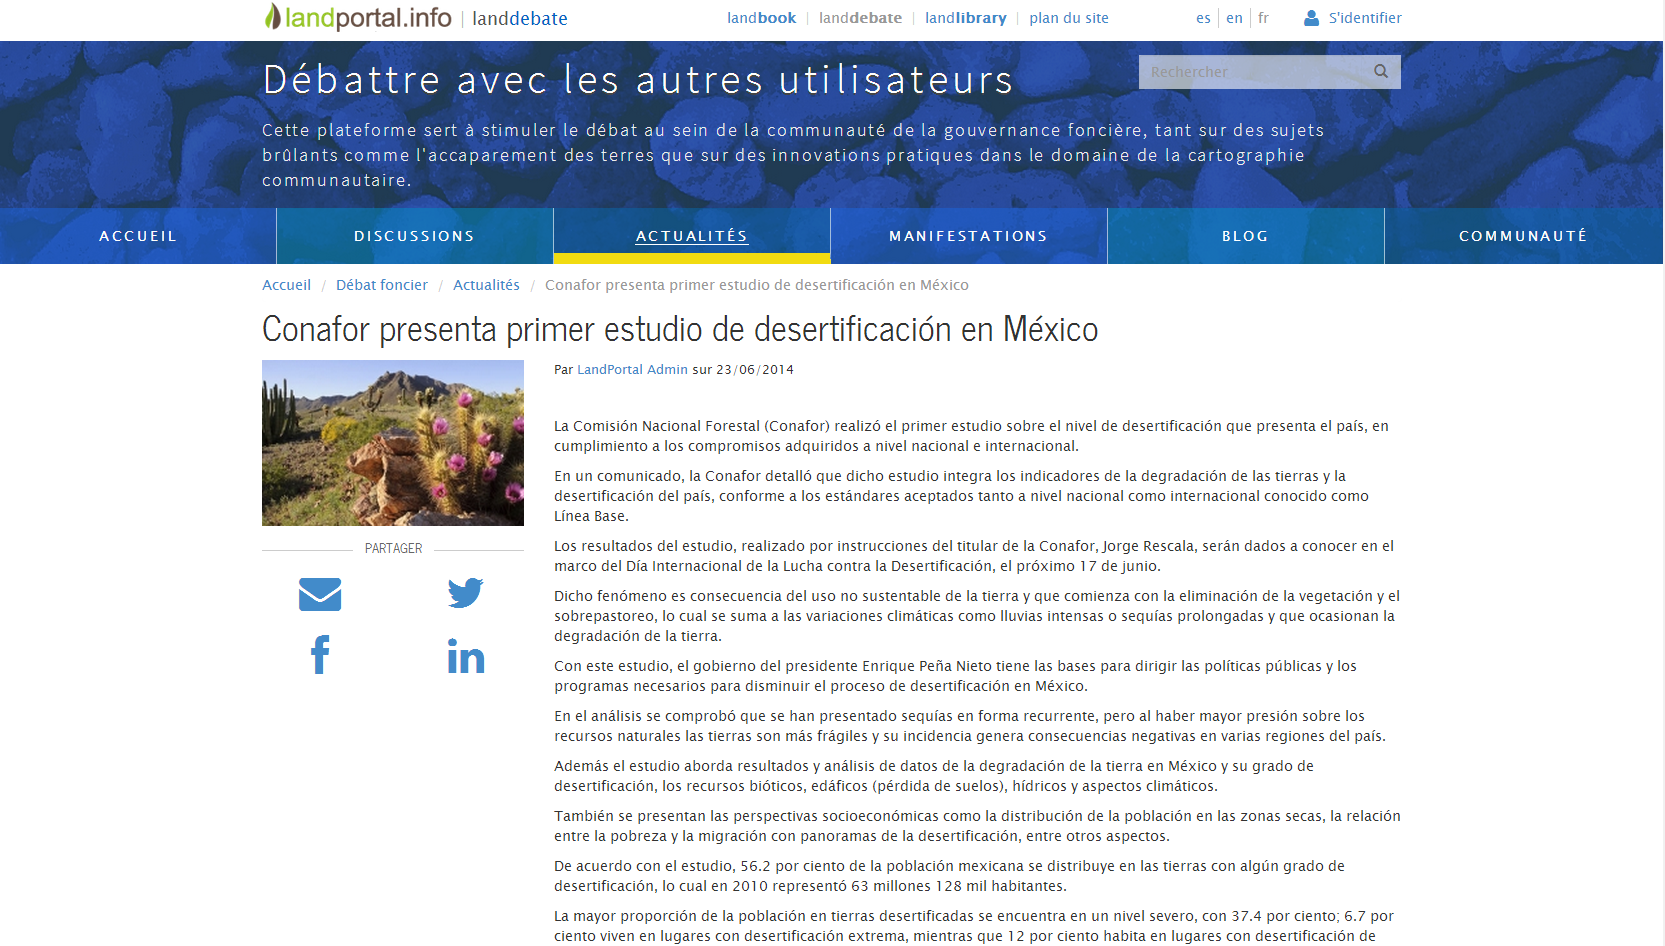 landportal.info | landdebate
landbook | landdebate | landlibrary | plan du site
es | en | fr
S'identifier
Débattre avec les autres utilisateurs
Rechercher
Cette plateforme sert à stimuler le débat au sein de la communauté de la gouvernance foncière, tant sur des sujets
brûlants comme l'accaparement des terres que sur des innovations pratiques dans le domaine de la cartographie
communautaire.
ACCUEIL
DISCUSSIONS
ACTUALITÉS
MANIFESTATIONS
BLOG
COMMUNAUTÉ
Accueil / Débat foncier / Actualités / Conafor presenta primer estudio de desertificación en México
Conafor presenta primer estudio de desertificación en México
Par LandPortal Admin sur 23/06/2014
PARTAGER
La Comisión Nacional Forestal (Conafor) realizó el primer estudio sobre el nivel de desertificación que presenta el país, en
cumplimiento a los compromisos adquiridos a nivel nacional e internacional.
En un comunicado, la Conafor detalló que dicho estudio integra los indicadores de la degradación de las tierras y la
desertificación del país, conforme a los estándares aceptados tanto a nivel nacional como internacional conocido como
Línea Base.
Los resultados del estudio, realizado por instrucciones del titular de la Conafor, Jorge Rescala, serán dados a conocer en el
marco del Día Internacional de la Lucha contra la Desertificación, el próximo 17 de junio.
Dicho fenómeno es consecuencia del uso no sustentable de la tierra y que comienza con la eliminación de la vegetación y el
sobrepastoreo, lo cual se suma a las variaciones climáticas como lluvias intensas o sequías prolongadas y que ocasionan la
degradación de la tierra.
Con este estudio, el gobierno del presidente Enrique Peña Nieto tiene las bases para dirigir las políticas públicas y los
programas necesarios para disminuir el proceso de desertificación en México.
En el análisis se comprobó que se han presentado sequías en forma recurrente, pero al haber mayor presión sobre los
recursos naturales las tierras son más frágiles y su incidencia genera consecuencias negativas en varias regiones del país.
Además el estudio aborda resultados y análisis de datos de la degradación de la tierra en México y su grado de
desertificación, los recursos bióticos, edáficos (pérdida de suelos), hídricos y aspectos climáticos.
También se presentan las perspectivas socioeconómicas como la distribución de la población en las zonas secas, la relación
entre la pobreza y la migración con panoramas de la desertificación, entre otros aspectos.
De acuerdo con el estudio, 56.2 por ciento de la población mexicana se distribuye en las tierras con algún grado de
desertificación, lo cual en 2010 representó 63 millones 128 mil habitantes.
La mayor proporción de la población en tierras desertificadas se encuentra en un nivel severo, con 37.4 por ciento; 6.7 por
ciento viven en lugares con desertificación extrema, mientras que 12 por ciento habita en lugares con desertificación de